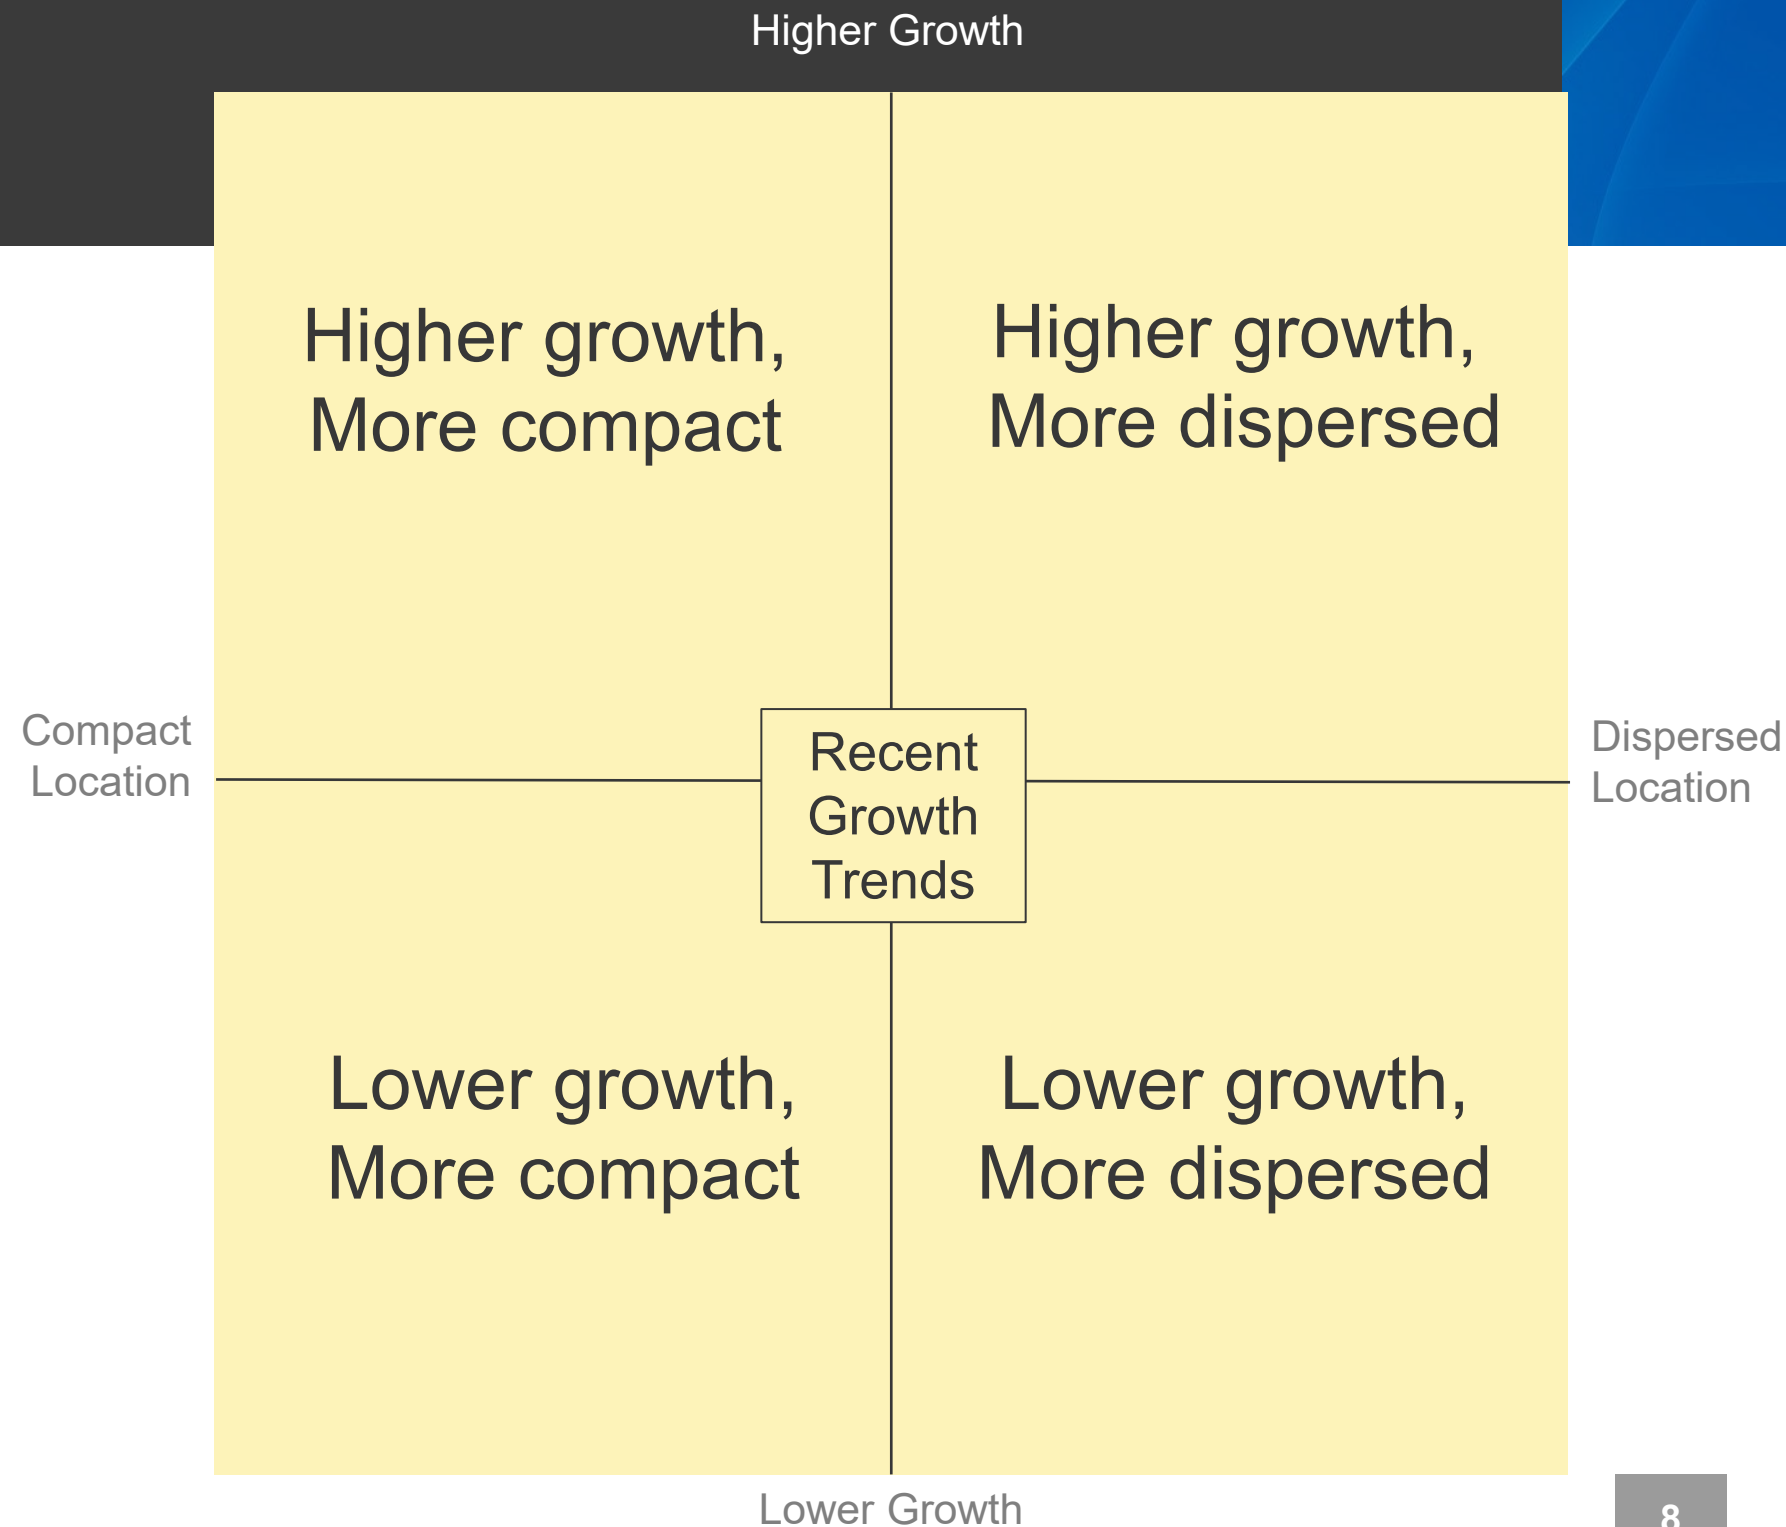 Higher Growth
Higher growth,
More compact
Higher growth,
More dispersed
Compact
Location
Recent
Growth
Trends
Dispersed
Location
Lower growth,
More compact
Lower growth,
More dispersed
Lower Growth
8